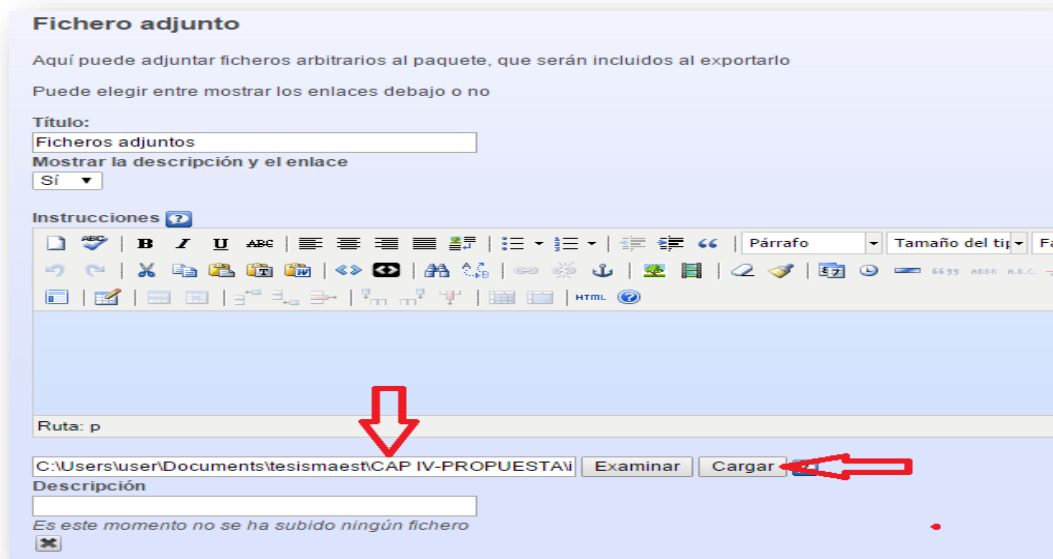 Fichero adjunto
Aquí puede adjuntar ficheros arbitrarios al paquete, que serán incluidos al exportarlo
Puede elegir entre mostrar los enlaces debajo o no
Título:
Ficheros adjuntos
Mostrar la descripción y el enlace
Sí
Instrucciones ?
ABC B I U ABC Párrafo Tamaño del tip Fa
HTML
Ruta: p
C:\Users\user\Documents\tesismaest\CAP IV-PROPUESTA\i Examinar Cargar
Descripción
Es este momento no se ha subido ningún fichero